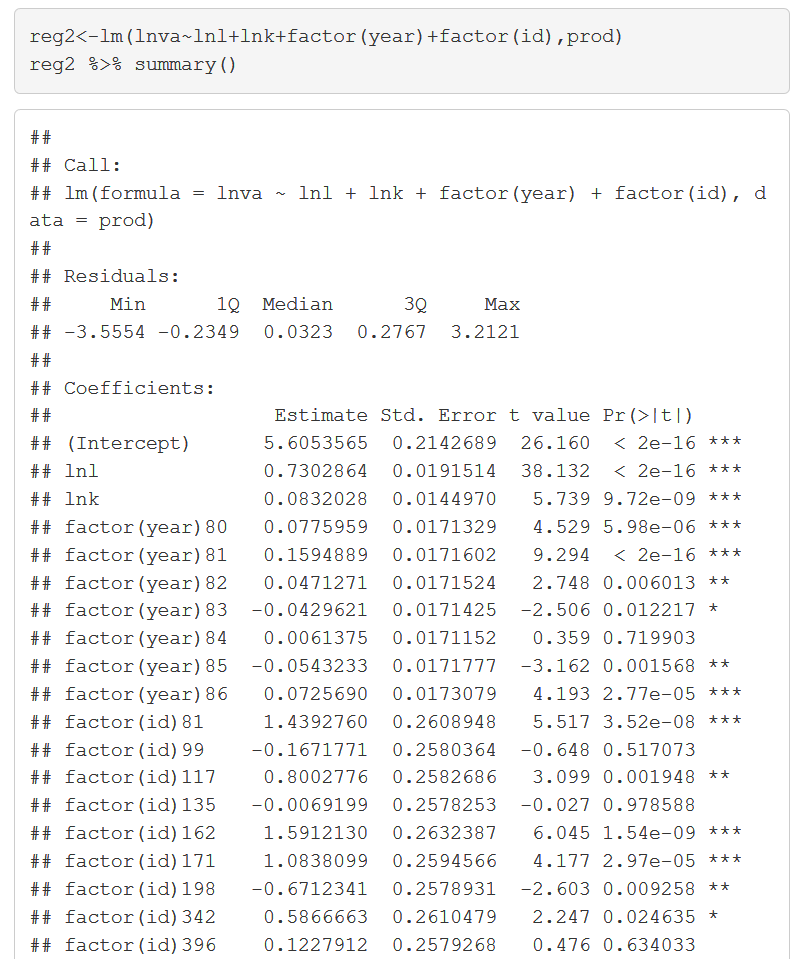 reg2<-lm(lnva~lnl+lnk+factor(year)+factor(id),prod)
reg2 %>% summary()
##
## Call:
## lm(formula = lnva ~ lnl + lnk + factor(year) + factor(id), d
ata = prod)
##
## Residuals:
##     Min      1Q  Median      3Q     Max
## -3.5554 -0.2349  0.0323  0.2767  3.2121
##
## Coefficients:
##                    Estimate Std. Error t value Pr(>|t|)
## (Intercept)       5.6053565  0.2142689  26.160  < 2e-16 ***
## lnl               0.7302864  0.0191514  38.132  < 2e-16 ***
## lnk               0.0832028  0.0144970   5.739 9.72e-09 ***
## factor(year)80    0.0775959  0.0171329   4.529 5.98e-06 ***
## factor(year)81    0.1594889  0.0171602   9.294  < 2e-16 ***
## factor(year)82    0.0471271  0.0171524   2.748 0.006013 **
## factor(year)83   -0.0429621  0.0171425  -2.506 0.012217 *
## factor(year)84    0.0061375  0.0171152   0.359 0.719903
## factor(year)85   -0.0543233  0.0171777  -3.162 0.001568 **
## factor(year)86    0.0725690  0.0173079   4.193 2.77e-05 ***
## factor(id)81      1.4392760  0.2608948   5.517 3.52e-08 ***
## factor(id)99     -0.1671771  0.2580364  -0.648 0.517073
## factor(id)117     0.8002776  0.2582686   3.099 0.001948 **
## factor(id)135    -0.0069199  0.2578253  -0.027 0.978588
## factor(id)162     1.5912130  0.2632387   6.045 1.54e-09 ***
## factor(id)171     1.0838099  0.2594566   4.177 2.97e-05 ***
## factor(id)198    -0.6712341  0.2578931  -2.603 0.009258 **
## factor(id)342     0.5866663  0.2610479   2.247 0.024635 *
## factor(id)396     0.1227912  0.2579268   0.476 0.634033